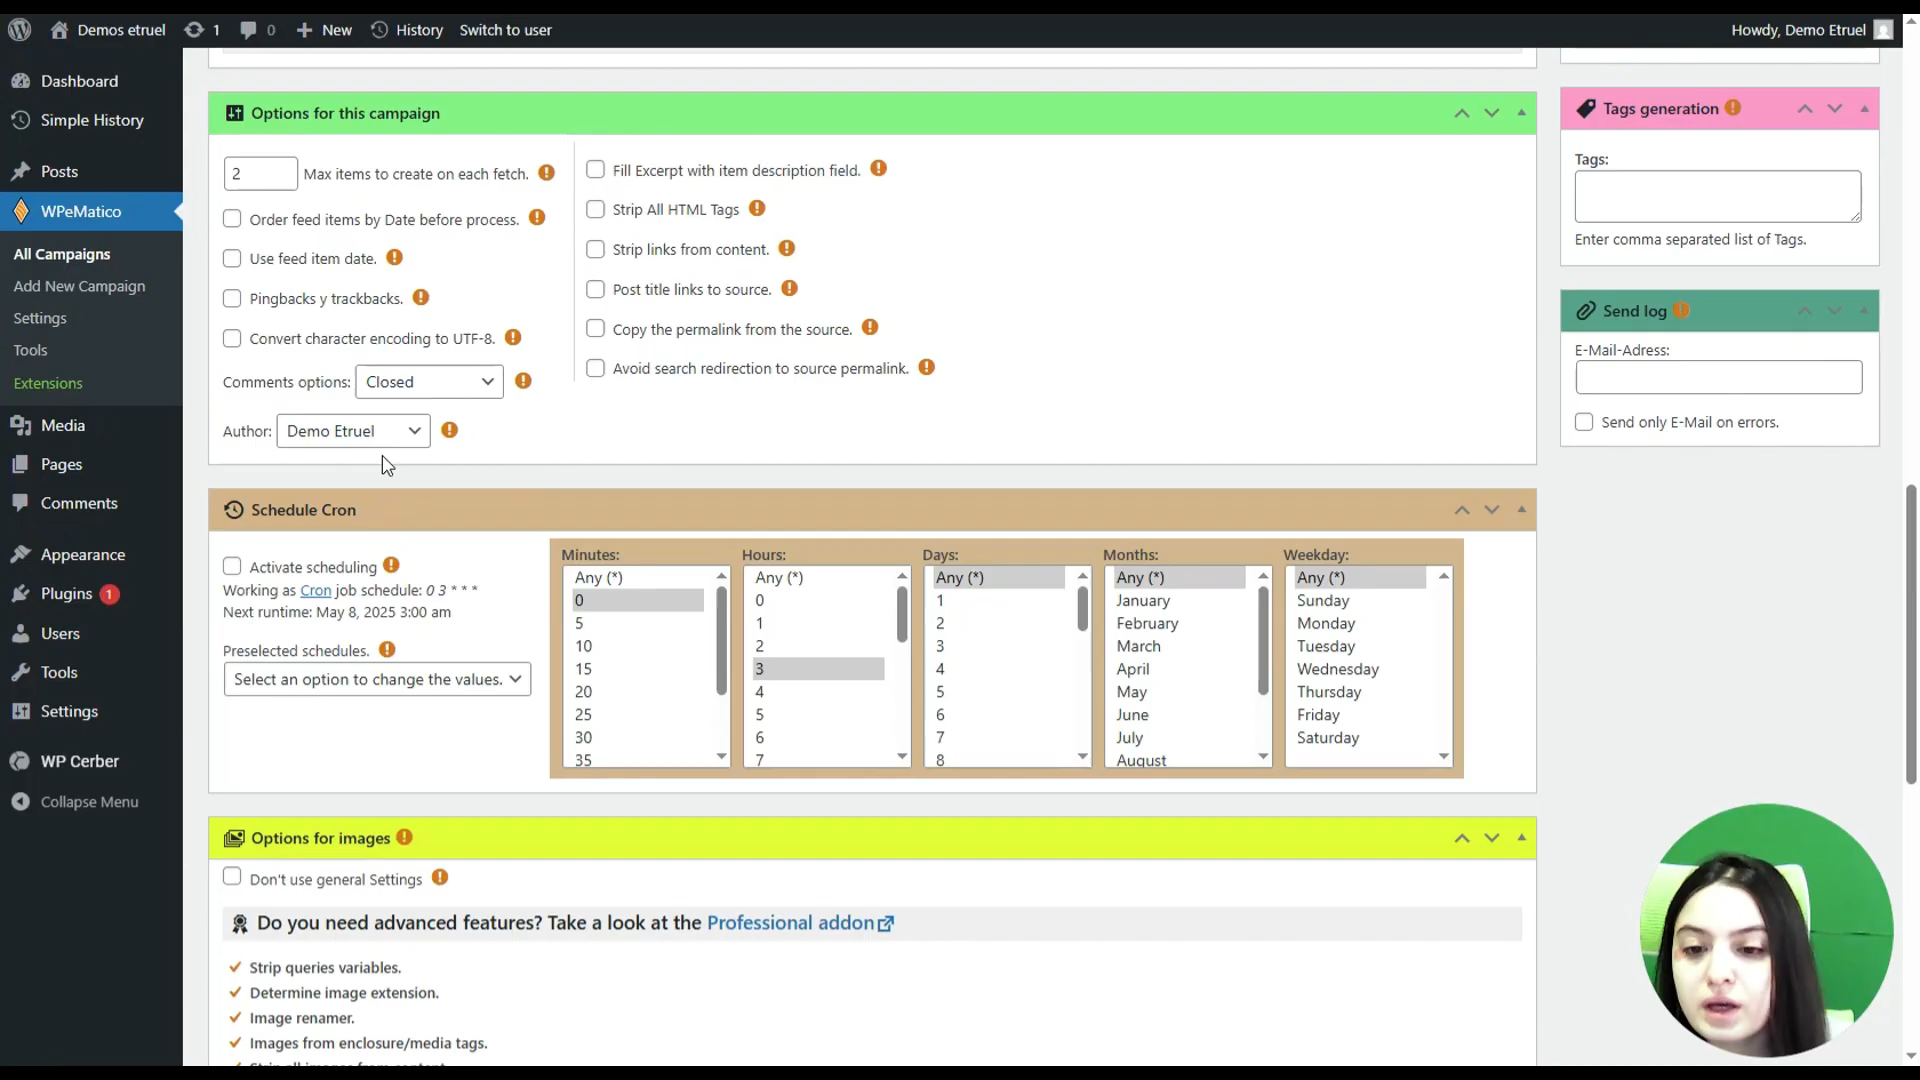 Demos etruel
1
0
New
History
Switch to user
Howdy, Demo Etruel
Dashboard
Simple History
Posts
WPeMatico
All Campaigns
Add New Campaign
Settings
Tools
Extensions
Media
Pages
Comments
Appearance
Plugins 1
Users
Tools
Settings
WP Cerber
Collapse Menu
Options for this campaign
2 Max items to create on each fetch.
Order feed items by Date before process.
Use feed item date.
Pingbacks y trackbacks.
Convert character encoding to UTF-8.
Comments options: Closed
Author: Demo Etruel
Fill Excerpt with item description field.
Strip All HTML Tags
Strip links from content.
Post title links to source.
Copy the permalink from the source.
Avoid search redirection to source permalink.
Schedule Cron
Activate scheduling
Working as Cron job schedule: 0 3 * * *
Next runtime: May 8, 2025 3:00 am
Preselected schedules.
Select an option to change the values.
Minutes:
Any (*)
0
5
10
15
20
25
30
35
Hours:
Any (*)
0
1
2
3
4
5
6
7
Days:
Any (*)
1
2
3
4
5
6
7
8
Months:
Any (*)
January
February
March
April
May
June
July
August
Weekday:
Any (*)
Sunday
Monday
Tuesday
Wednesday
Thursday
Friday
Saturday
Options for images
Don't use general Settings
Do you need advanced features? Take a look at the Professional addon
Strip queries variables.
Determine image extension.
Image renamer.
Images from enclosure/media tags.
Tags generation
Tags:
Enter comma separated list of Tags.
Send log
E-Mail-Adress:
Send only E-Mail on errors.